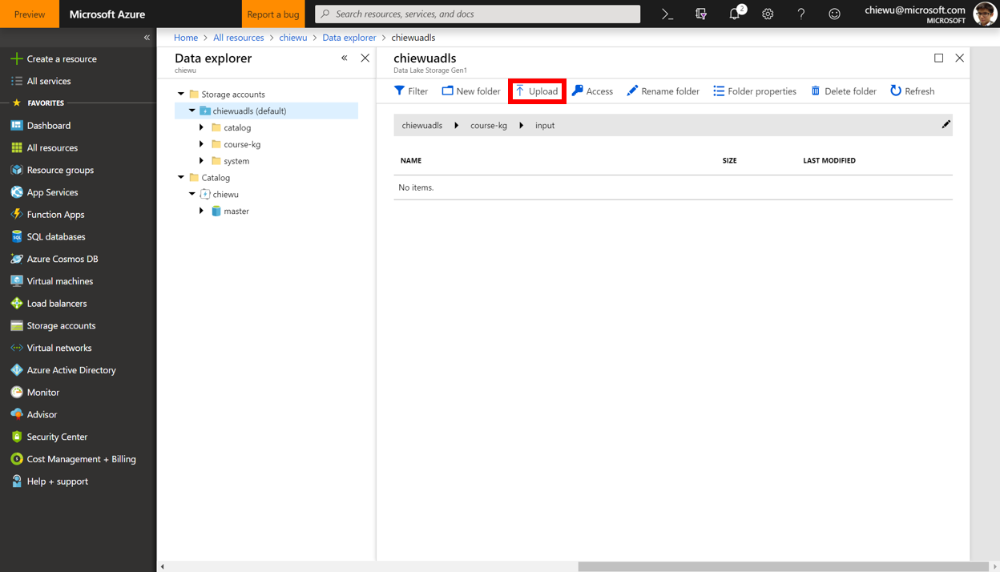 Preview Microsoft Azure Report a bug Search resources, services, and docs 2 chiewu@microsoft.com
MICROSOFT
Home > All resources > chiewu > Data explorer > chiewuadls
Create a resource
All services
FAVORITES
Dashboard
All resources
Resource groups
App Services
Function Apps
SQL databases
Azure Cosmos DB
Virtual machines
Load balancers
Storage accounts
Virtual networks
Azure Active Directory
Monitor
Advisor
Security Center
Cost Management + Billing
Help + support
Data explorer
chiewu
Storage accounts
chiewuadls (default)
catalog
course-kg
system
Catalog
chiewu
master
chiewuadls
Data Lake Storage Gen1
Filter New folder Upload Access Rename folder Folder properties Delete folder Refresh
chiewuadls course-kg input
NAME SIZE LAST MODIFIED
No items.